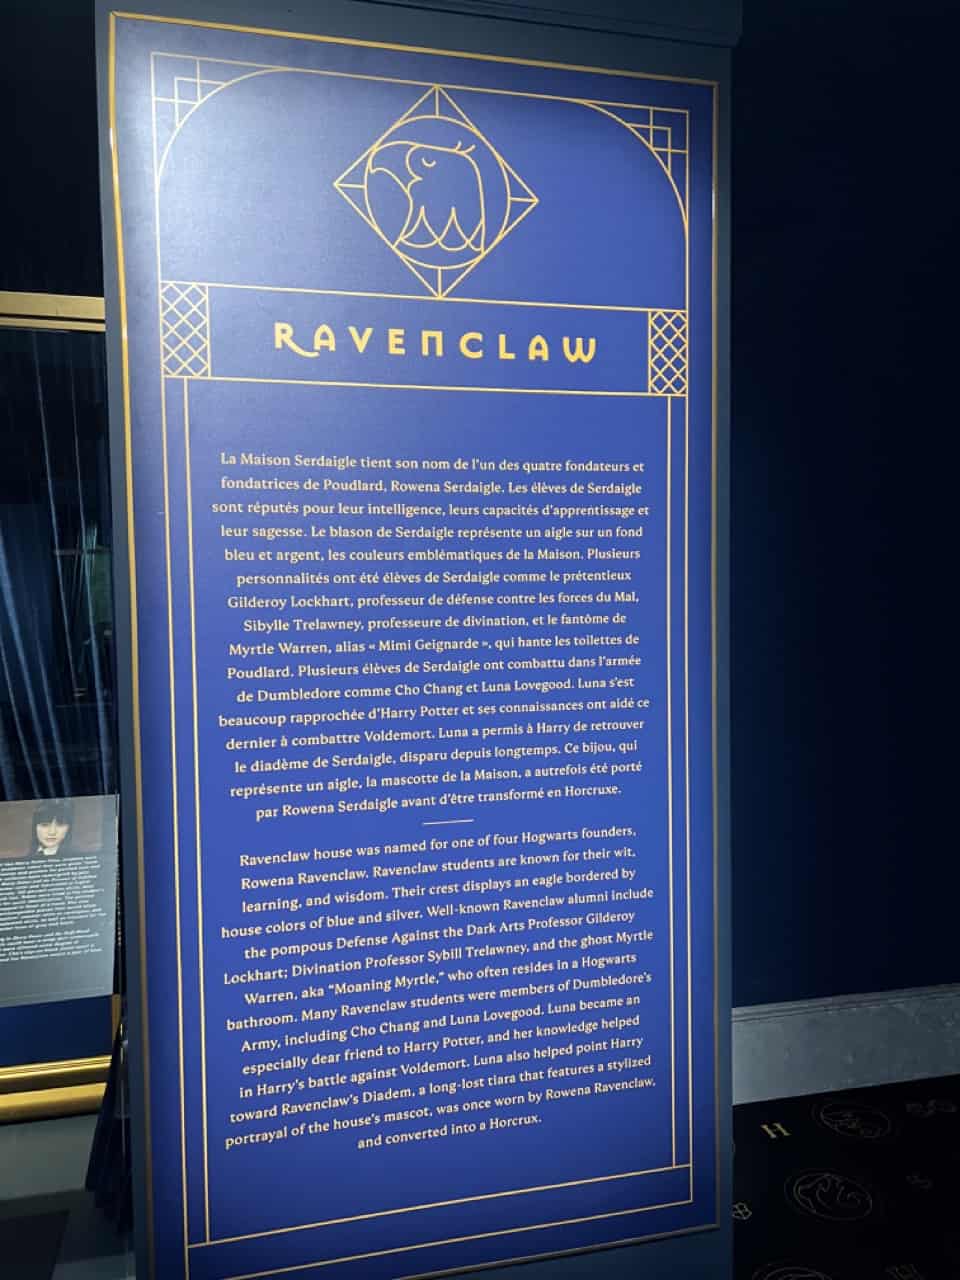 RAVENCLAW
La Maison Serdaigle tient son nom de l'un des quatre fondateurs et
fondatrices de Poudlard, Rowena Serdaigle. Les élèves de Serdaigle
sont réputés pour leur intelligence, leurs capacités d'apprentissage et
leur sagesse. Le blason de Serdaigle représente un aigle sur un fond
bleu et argent, les couleurs emblématiques de la Maison. Plusieurs
personnalités ont été élèves de Serdaigle comme le prétentieux
Gilderoy Lockhart, professeur de défense contre les forces du Mal,
Sibylle Trelawney, professeure de divination, et le fantôme de
Myrtle Warren, alias « Mimi Geignarde », qui hante les toilettes de
Poudlard. Plusieurs élèves de Serdaigle ont combattu dans l'armée
de Dumbledore comme Cho Chang et Luna Lovegood. Luna s'est
beaucoup rapprochée d'Harry Potter et ses connaissances ont aidé ce
dernier à combattre Voldemort. Luna a permis à Harry de retrouver
le diadème de Serdaigle, disparu depuis longtemps. Ce bijou, qui
représente un aigle, la mascotte de la Maison, a autrefois été porté
par Rowena Serdaigle avant d'être transformé en Horcruxe.
Ravenclaw house was named for one of four Hogwarts founders,
Rowena Ravenclaw. Ravenclaw students are known for their wit,
learning, and wisdom. Their crest displays an eagle bordered by
house colors of blue and silver. Well-known Ravenclaw alumni include
the pompous Defense Against the Dark Arts Professor Gilderoy
Lockhart; Divination Professor Sybill Trelawney, and the ghost Myrtle
Warren, aka “Moaning Myrtle,” who often resides in a Hogwarts
bathroom. Many Ravenclaw students were members of Dumbledore's
Army, including Cho Chang and Luna Lovegood. Luna became an
especially dear friend to Harry Potter, and her knowledge helped
in Harry's battle against Voldemort. Luna also helped point Harry
toward Ravenclaw's Diadem, a long-lost tiara that features a stylized
portrayal of the house's mascot, was once worn by Rowena Ravenclaw,
and converted into a Horcrux.
H